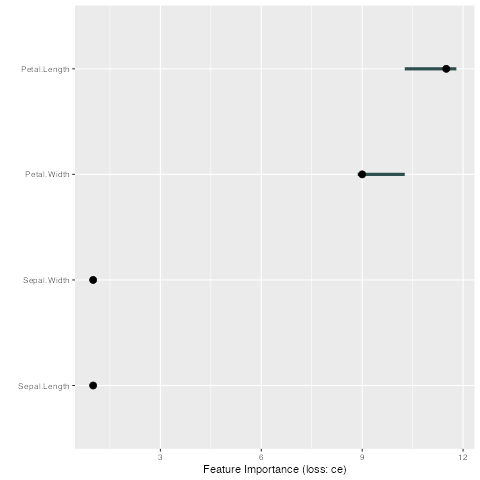 Petal.Length
Petal.Width
Sepal.Width
Sepal.Length
3 6 9 12
Feature Importance (loss: ce)